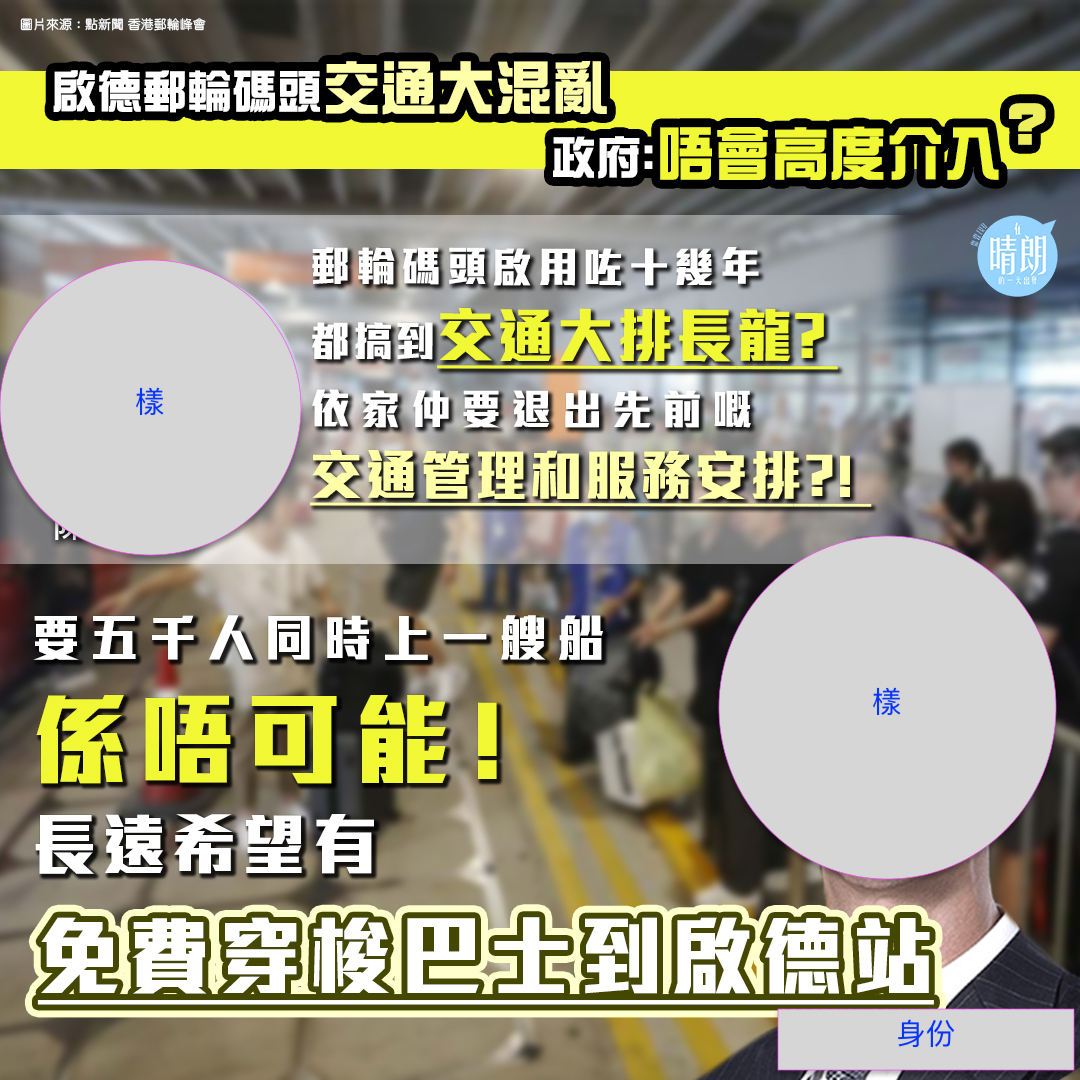 圖片來源：點新聞 香港郵輪峰會
啟德郵輪碼頭交通大混亂
政府:唔會高度介入?
晴朗
的一天出發
郵輪碼頭啟用咗十幾年
都搞到交通大排長龍?
依家仲要退出先前嘅
交通管理和服務安排?!
樣
樣
要五千人同時上一艘船
係唔可能!
長遠希望有
免費穿梭巴士到啟德站
身份